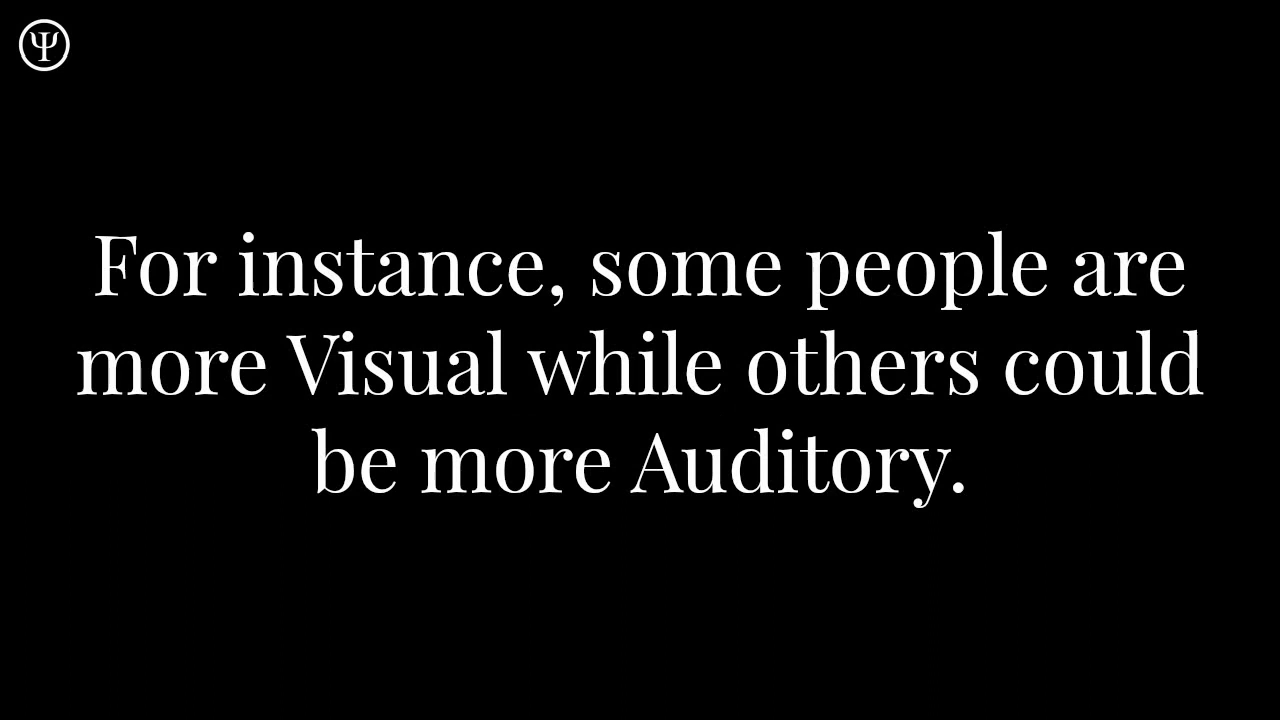 Ψ
For instance, some people are
more Visual while others could
be more Auditory.